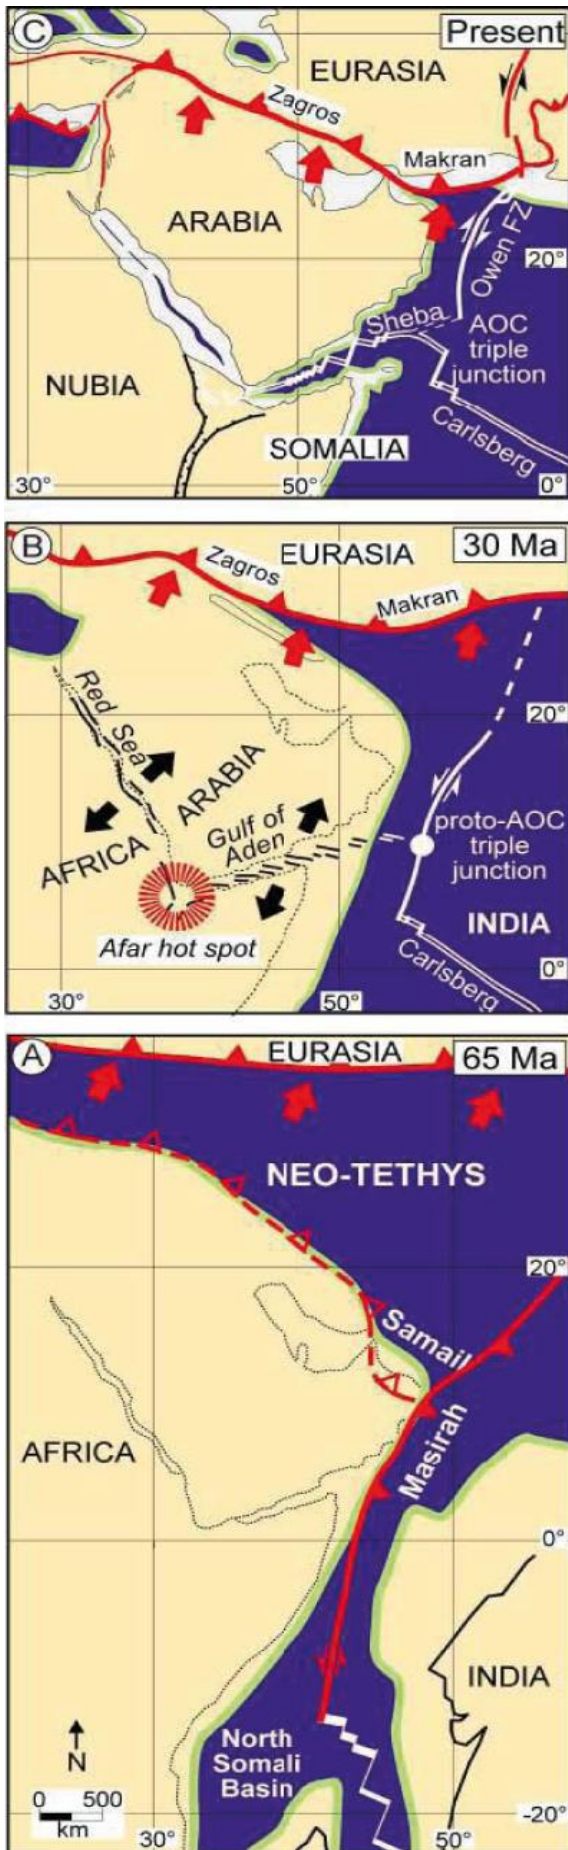 C
Present
EURASIA
Zagros
Makran
ARABIA
Owen FZ
20°
Sheba
AOC
triple
junction
NUBIA
Carlsberg
SOMALIA
30°
50°
0°
B
30 Ma
EURASIA
Zagros
Makran
Red Sea
20°
ARABIA
Gulf of
Aden
proto-AOC
triple
junction
AFRICA
INDIA
Afar hot spot
Carlsberg
0°
30°
50°
A
EURASIA
65 Ma
NEO-TETHYS
20°
Samail
Masirah
AFRICA
0°
INDIA
N
North
Somali
Basin
0 500
km
-20°
30°
50°